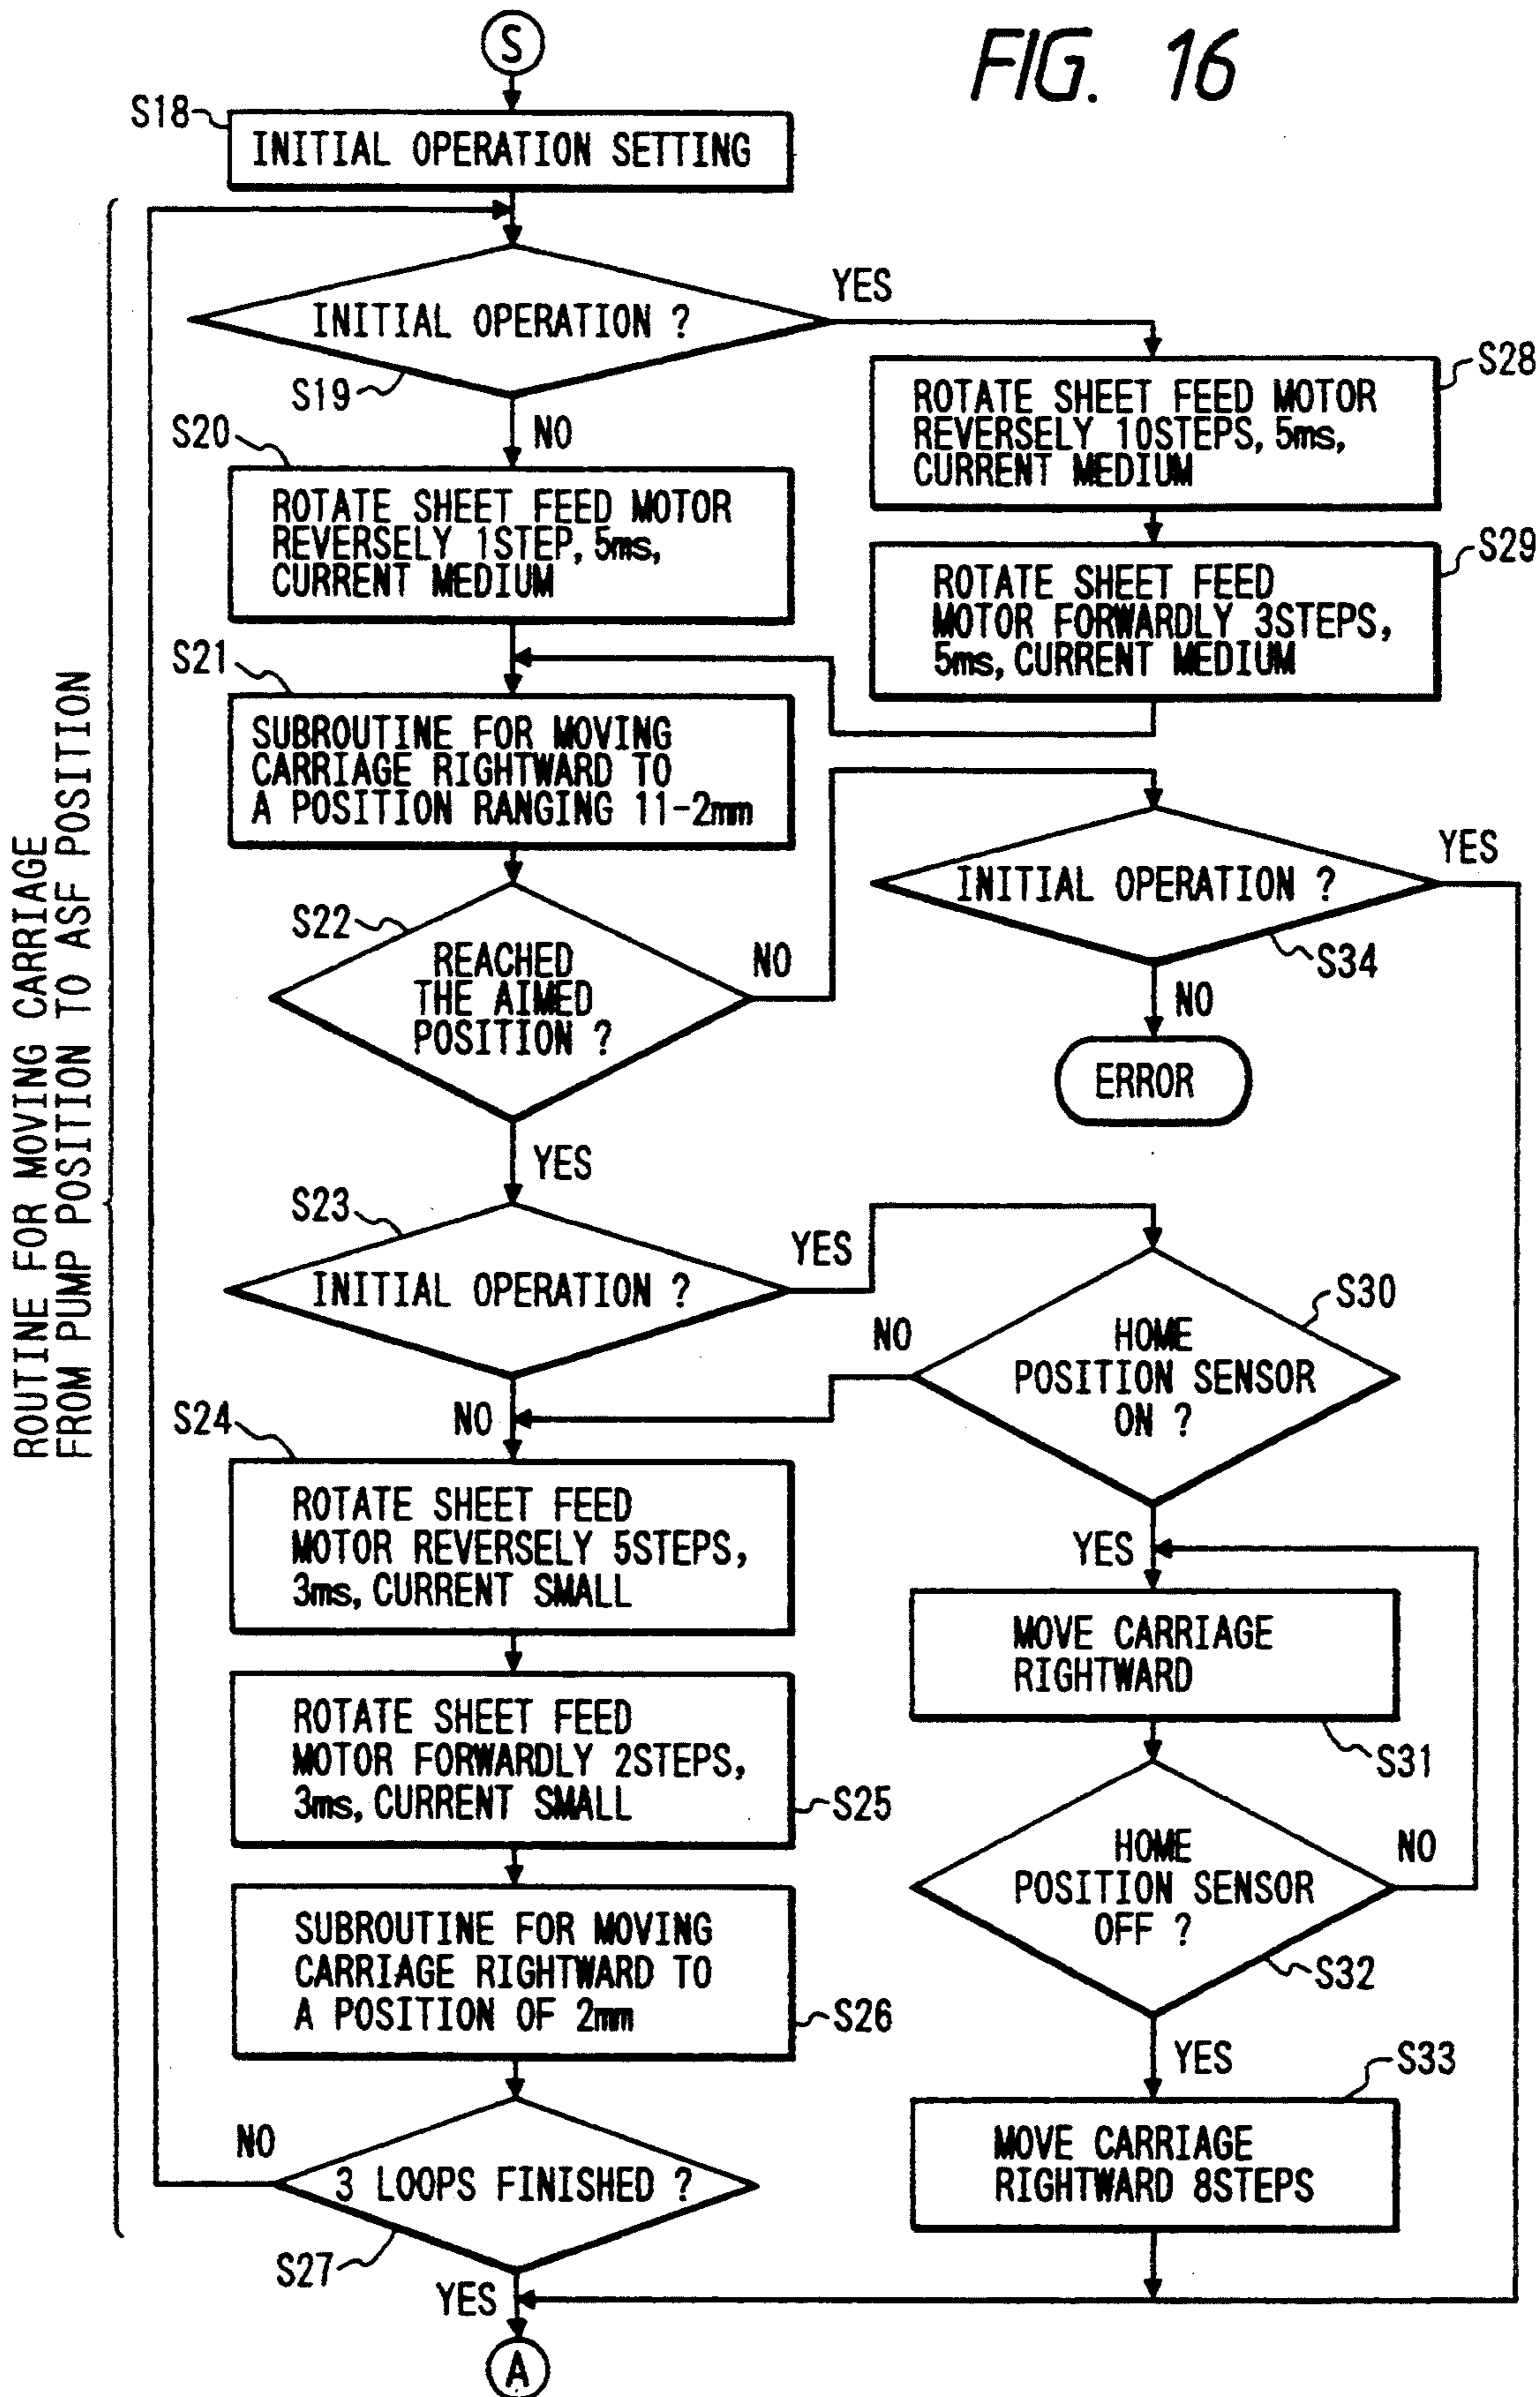 FIG. 16
S
S18
INITIAL OPERATION SETTING
INITIAL OPERATION ?
YES
S19
NO
S28
ROTATE SHEET FEED MOTOR
REVERSELY 10STEPS, 5ms,
CURRENT MEDIUM
S20
ROTATE SHEET FEED MOTOR
REVERSELY 1STEP, 5ms,
CURRENT MEDIUM
S29
ROTATE SHEET FEED
MOTOR FORWARDLY 3STEPS,
5ms, CURRENT MEDIUM
S21
SUBROUTINE FOR MOVING
CARRIAGE RIGHTWARD TO
A POSITION RANGING 11-2mm
S22
REACHED
THE AIMED
POSITION ?
NO
YES
INITIAL OPERATION ?
YES
S34
NO
ERROR
S23
INITIAL OPERATION ?
YES
NO
S30
HOME
POSITION SENSOR
ON ?
NO
YES
S24
ROTATE SHEET FEED
MOTOR REVERSELY 5STEPS,
3ms, CURRENT SMALL
ROTATE SHEET FEED
MOTOR FORWARDLY 2STEPS,
3ms, CURRENT SMALL
S25
SUBROUTINE FOR MOVING
CARRIAGE RIGHTWARD TO
A POSITION OF 2mm
S26
MOVE CARRIAGE
RIGHTWARD
S31
HOME
POSITION SENSOR
OFF ?
NO
S32
YES
S33
MOVE CARRIAGE
RIGHTWARD 8STEPS
NO
3 LOOPS FINISHED ?
S27
YES
A
ROUTINE FOR MOVING CARRIAGE
FROM PUMP POSITION TO ASF POSITION